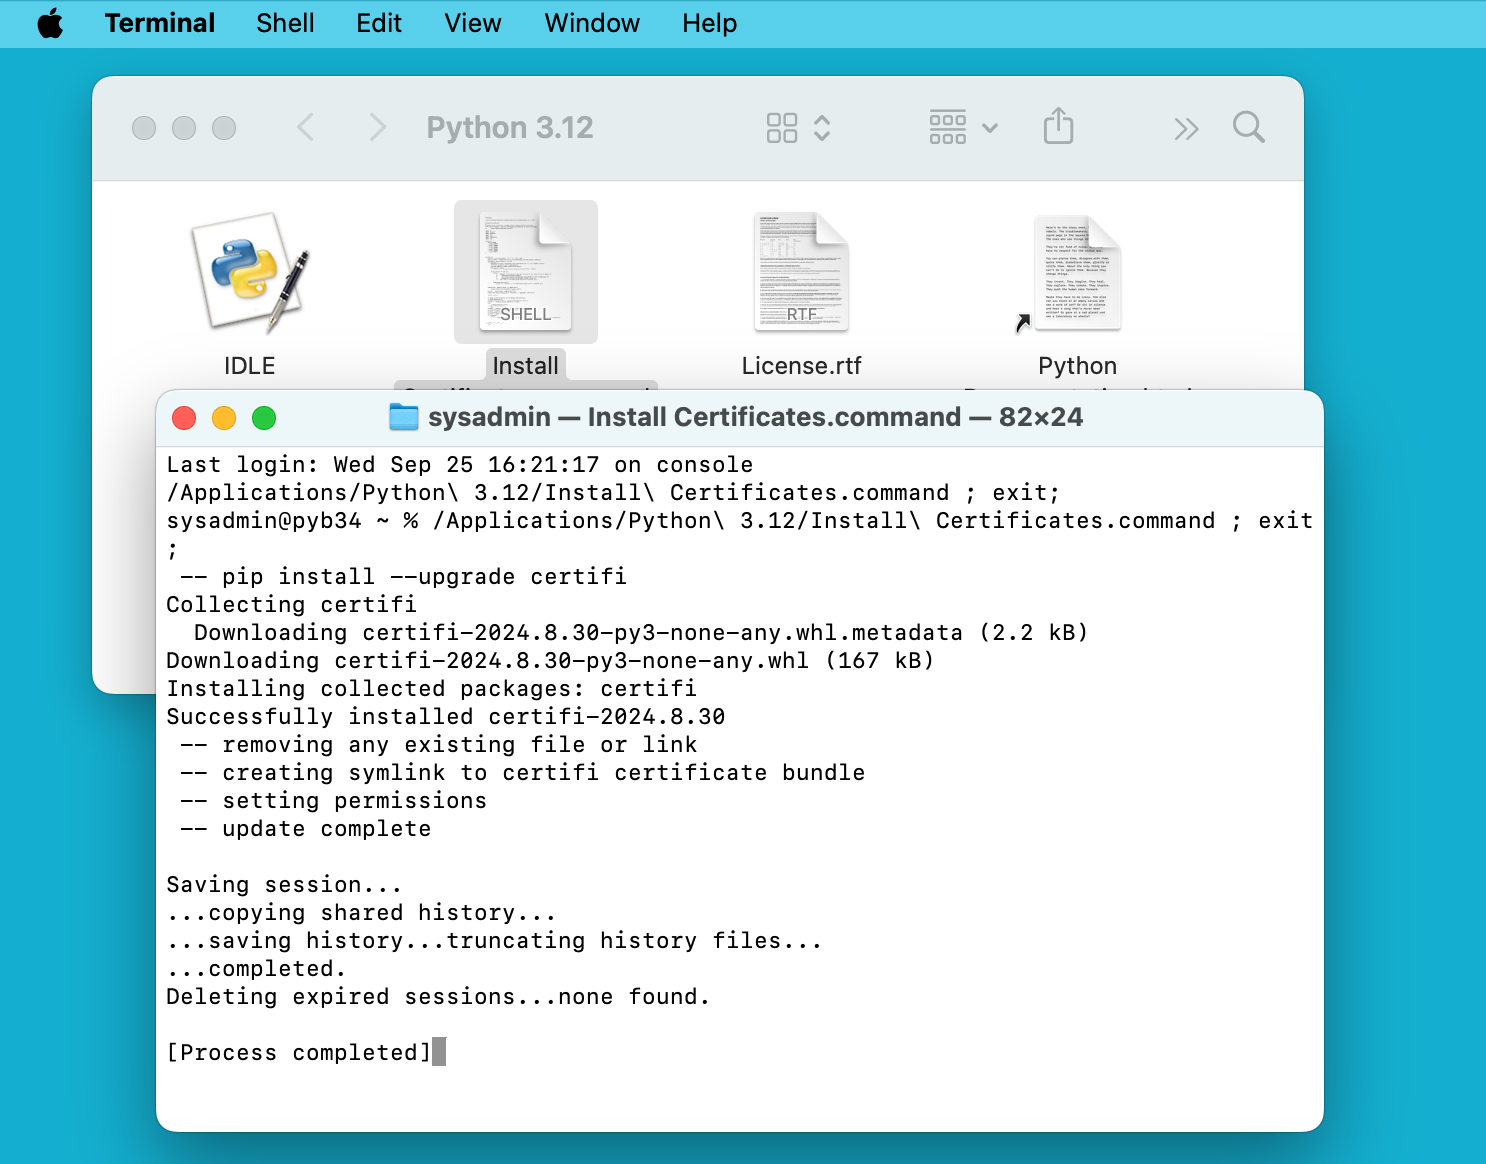 Terminal Shell Edit View Window Help
Python 3.12
SHELL
RTF
IDLE
Install
License.rtf
Python
sysadmin — Install Certificates.command — 82×24
Last login: Wed Sep 25 16:21:17 on console
/Applications/Python\ 3.12/Install\ Certificates.command ; exit;
sysadmin@pyb34 ~ % /Applications/Python\ 3.12/Install\ Certificates.command ; exit
;
-- pip install --upgrade certifi
Collecting certifi
Downloading certifi-2024.8.30-py3-none-any.whl.metadata (2.2 kB)
Downloading certifi-2024.8.30-py3-none-any.whl (167 kB)
Installing collected packages: certifi
Successfully installed certifi-2024.8.30
-- removing any existing file or link
-- creating symlink to certifi certificate bundle
-- setting permissions
-- update complete
Saving session...
...copying shared history...
...saving history...truncating history files...
...completed.
Deleting expired sessions...none found.
[Process completed]